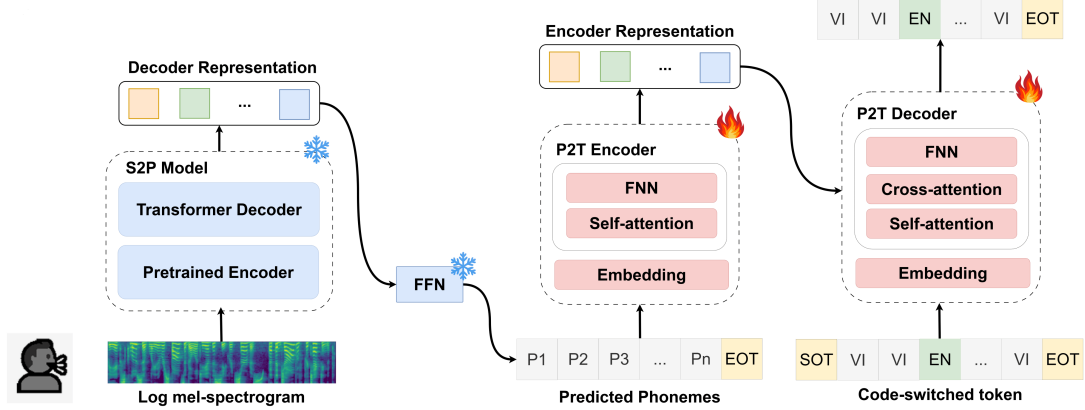 Decoder Representation
...
S2P Model
Transformer Decoder
Pretrained Encoder
Log mel-spectrogram
FFN
Encoder Representation
...
P2T Encoder
FNN
Self-attention
Embedding
P1 P2 P3 ... Pn EOT
Predicted Phonemes
VI VI EN ... VI EOT
P2T Decoder
FNN
Cross-attention
Self-attention
Embedding
SOT VI VI EN ... VI EOT
Code-switched token